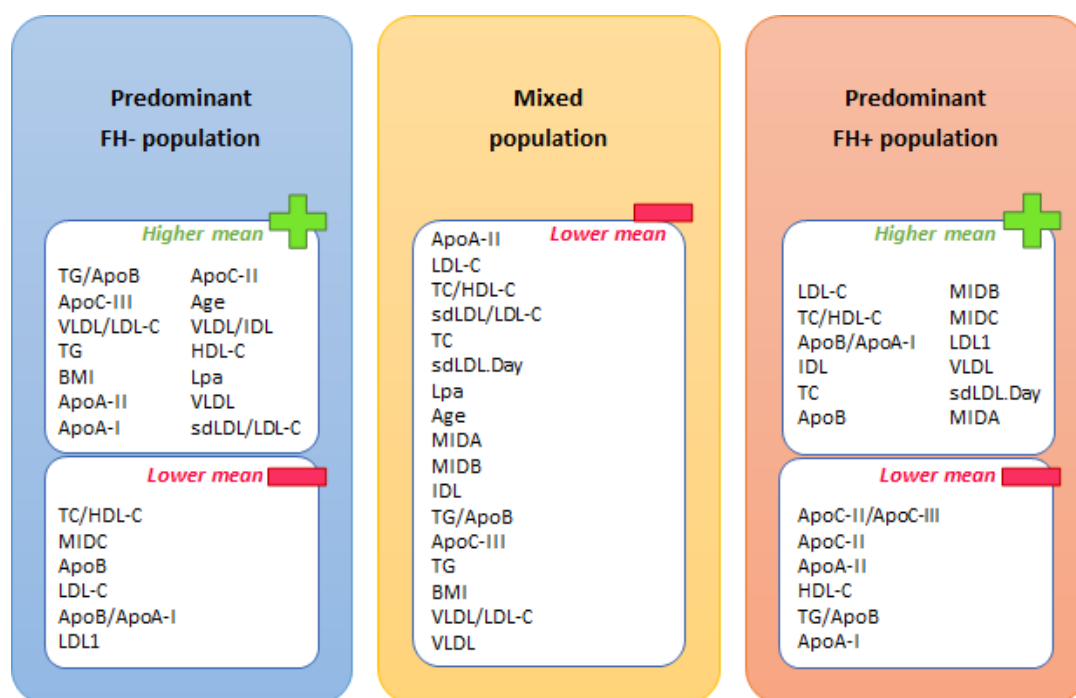 Predominant
FH- population
Higher mean
TG/ApoB ApoC-II
ApoC-III Age
VLDL/LDL-C VLDL/IDL
TG HDL-C
BMI Lpa
ApoA-II VLDL
ApoA-I sdLDL/LDL-C
Lower mean
TC/HDL-C
MIDC
ApoB
LDL-C
ApoB/ApoA-I
LDL1
Mixed
population
Lower mean
ApoA-II
LDL-C
TC/HDL-C
sdLDL/LDL-C
TC
sdLDL.Day
Lpa
Age
MIDA
MIDB
IDL
TG/ApoB
ApoC-III
TG
BMI
VLDL/LDL-C
VLDL
Predominant
FH+ population
Higher mean
LDL-C MIDB
TC/HDL-C MIDC
ApoB/ApoA-I LDL1
IDL VLDL
TC sdLDL.Day
ApoB MIDA
Lower mean
ApoC-II/ApoC-III
ApoC-II
ApoA-II
HDL-C
TG/ApoB
ApoA-I